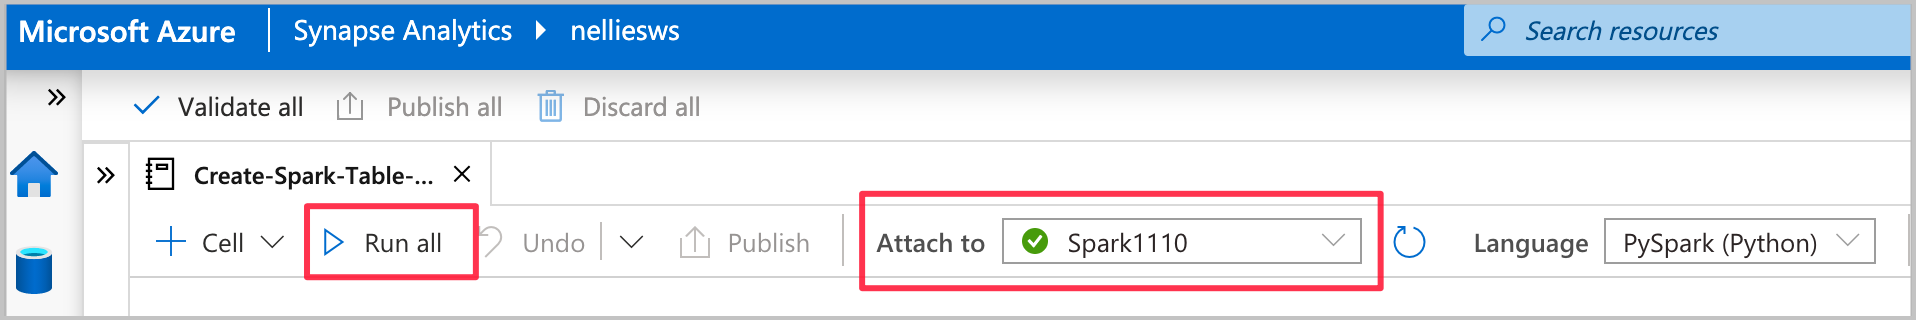 Microsoft Azure Synapse Analytics nelliesws Search resources
Validate all Publish all Discard all
Create-Spark-Table-...
Cell Run all Undo Publish Attach to Spark1110 Language PySpark (Python)